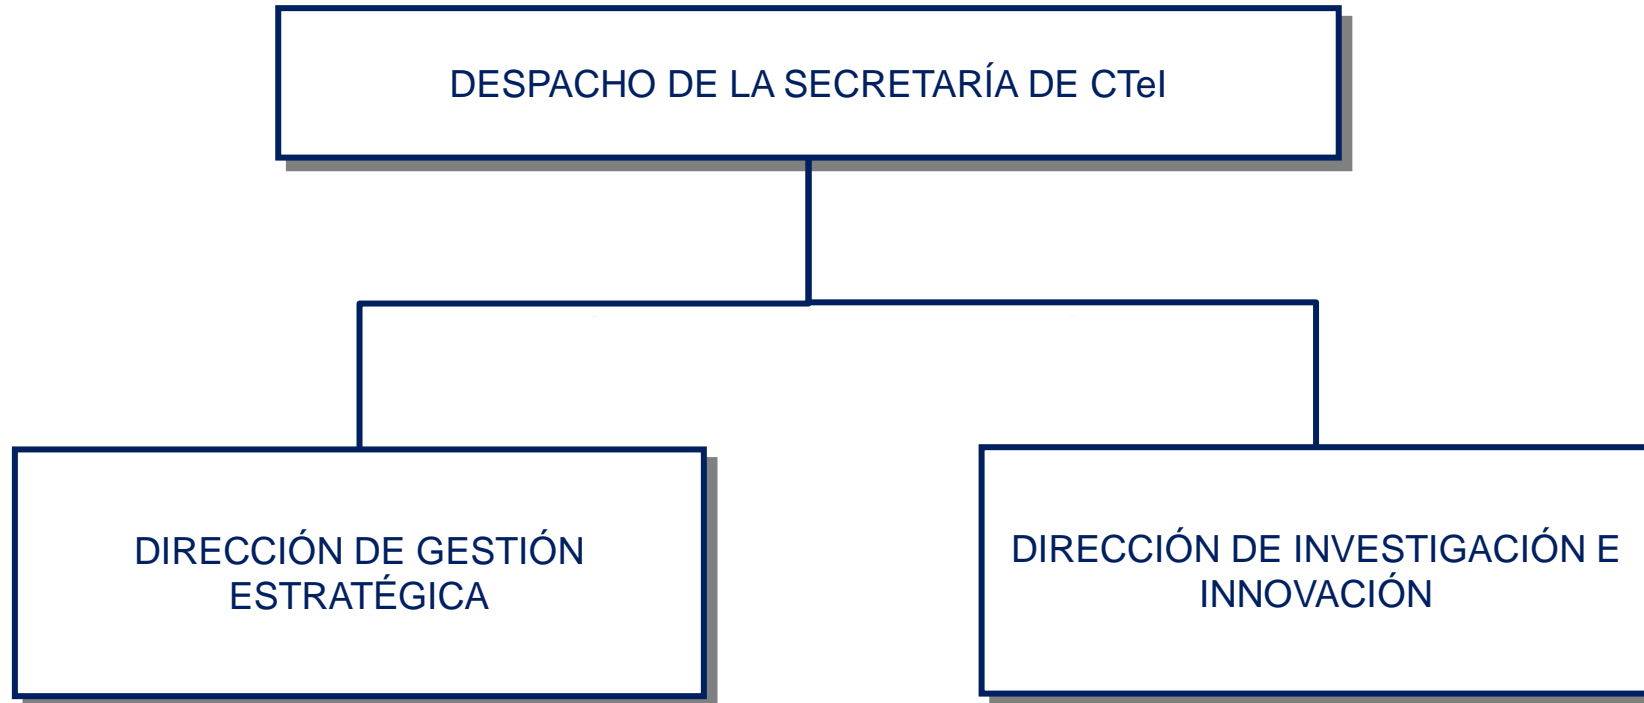 DESPACHO DE LA SECRETARÍA DE CTeI
DIRECCIÓN DE GESTIÓN
ESTRATÉGICA
DIRECCIÓN DE INVESTIGACIÓN E
INNOVACIÓN